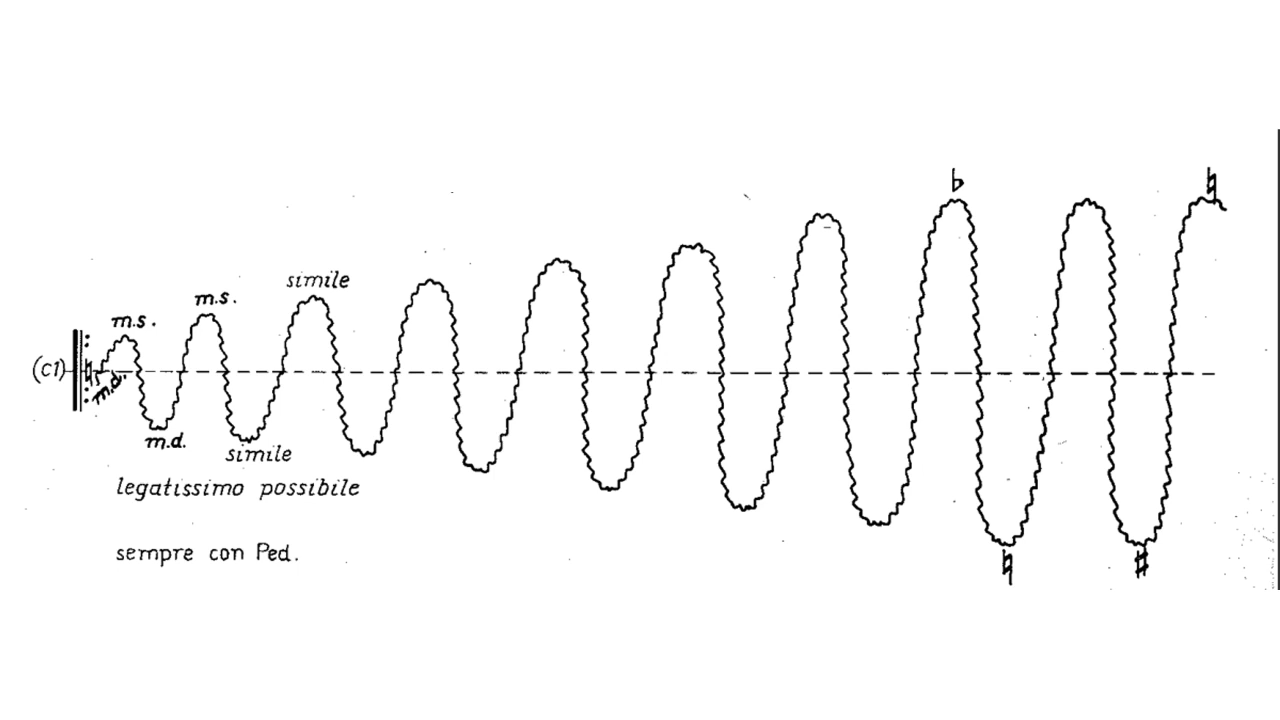 ♭
♮
simile
m.s.
m.s.
(c1)
♮
m.d.
m.d.
simile
legatissimo possibile
sempre con Ped.
♮
♮